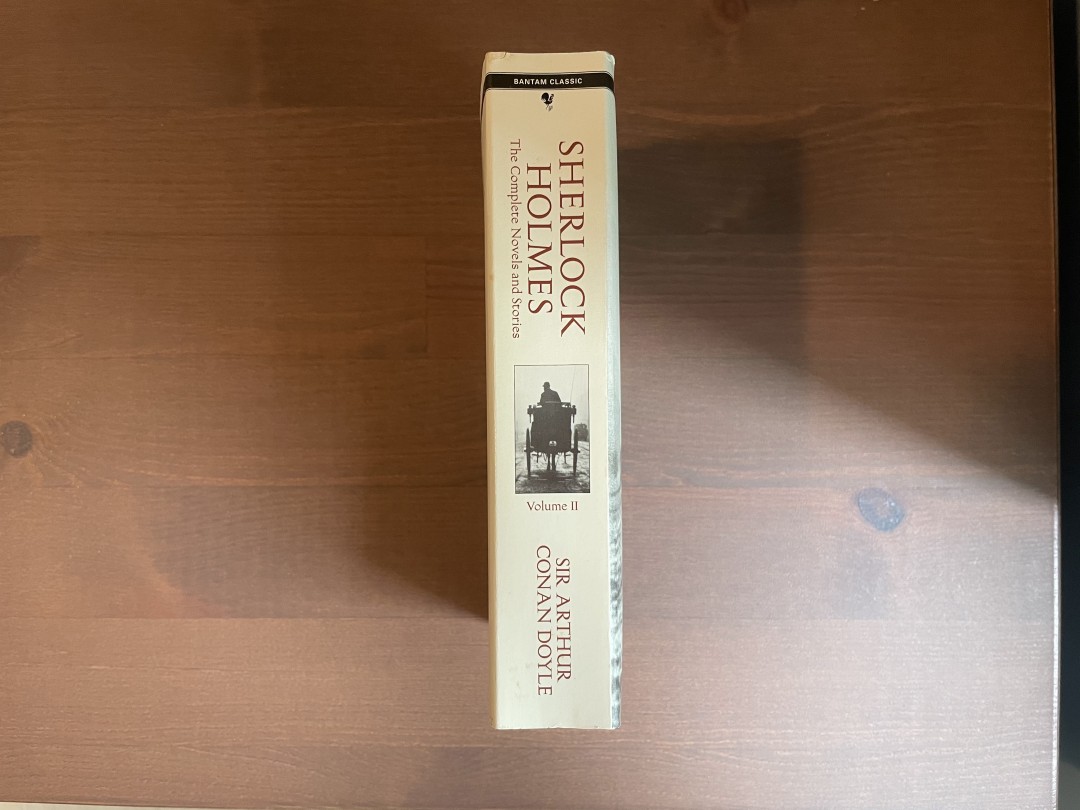 BANTAM CLASSIC
SHERLOCK
HOLMES
The Complete Novels and Stories
Volume II
SIR ARTHUR
CONAN DOYLE